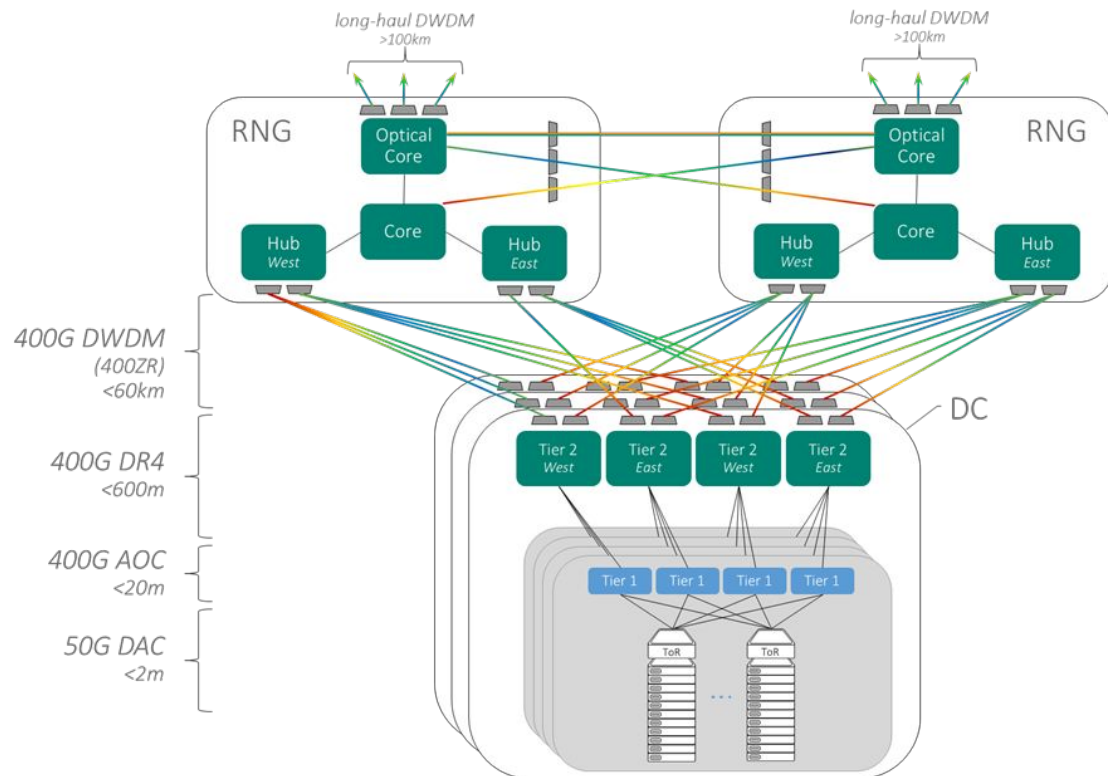 long-haul DWDM
>100km
long-haul DWDM
>100km
RNG
Optical
Core
Core
Hub
West
Hub
East
RNG
Optical
Core
Core
Hub
West
Hub
East
400G DWDM
(400ZR)
<60km
400G DR4
<600m
400G AOC
<20m
50G DAC
<2m
DC
Tier 2
West
Tier 2
East
Tier 2
West
Tier 2
East
Tier 1
Tier 1
Tier 1
Tier 1
ToR
...
ToR